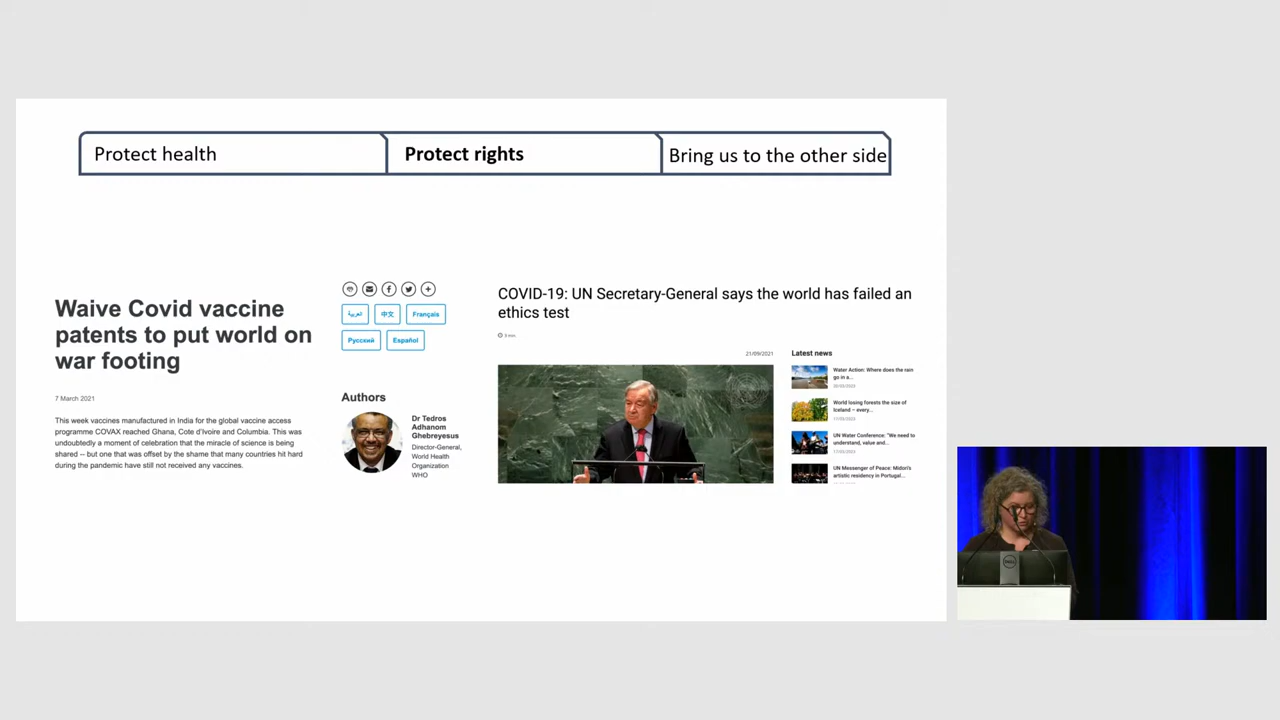 Protect health
Protect rights
Bring us to the other side
Waive Covid vaccine
patents to put world on
war footing
7 March 2021
This week vaccines manufactured in India for the global vaccine access
programme COVAX reached Ghana, Cote d'Ivoire and Columbia. This was
undoubtedly a moment of celebration that the miracle of science is being
shared -- but one that was offset by the shame that many countries hit hard
during the pandemic have still not received any vaccines.
العربية
中文
Français
Русский
Español
Authors
Dr Tedros
Adhanom
Ghebreyesus
Director-General,
World Health
Organization
WHO
COVID-19: UN Secretary-General says the world has failed an
ethics test
3 min.
21/09/2021
Latest news
Water Action: Where does the rain
go in a...
World losing forests the size of
Iceland – every...
UN Water Conference: "We need to
understand, value and...
UN Messenger of Peace: Midori's
artistic residency in Portugal...
DELL